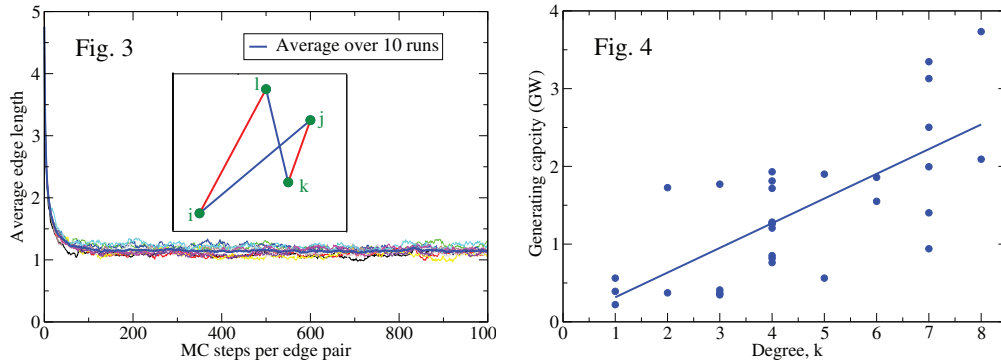 Fig. 3
Average over 10 runs
l
j
k
i
Average edge length
5
4
3
2
1
0
0 200 400 600 800 100
MC steps per edge pair
Fig. 4
Generating capcity (GW)
4
3
2
1
0
0 1 2 3 4 5 6 7 8 9
Degree, k